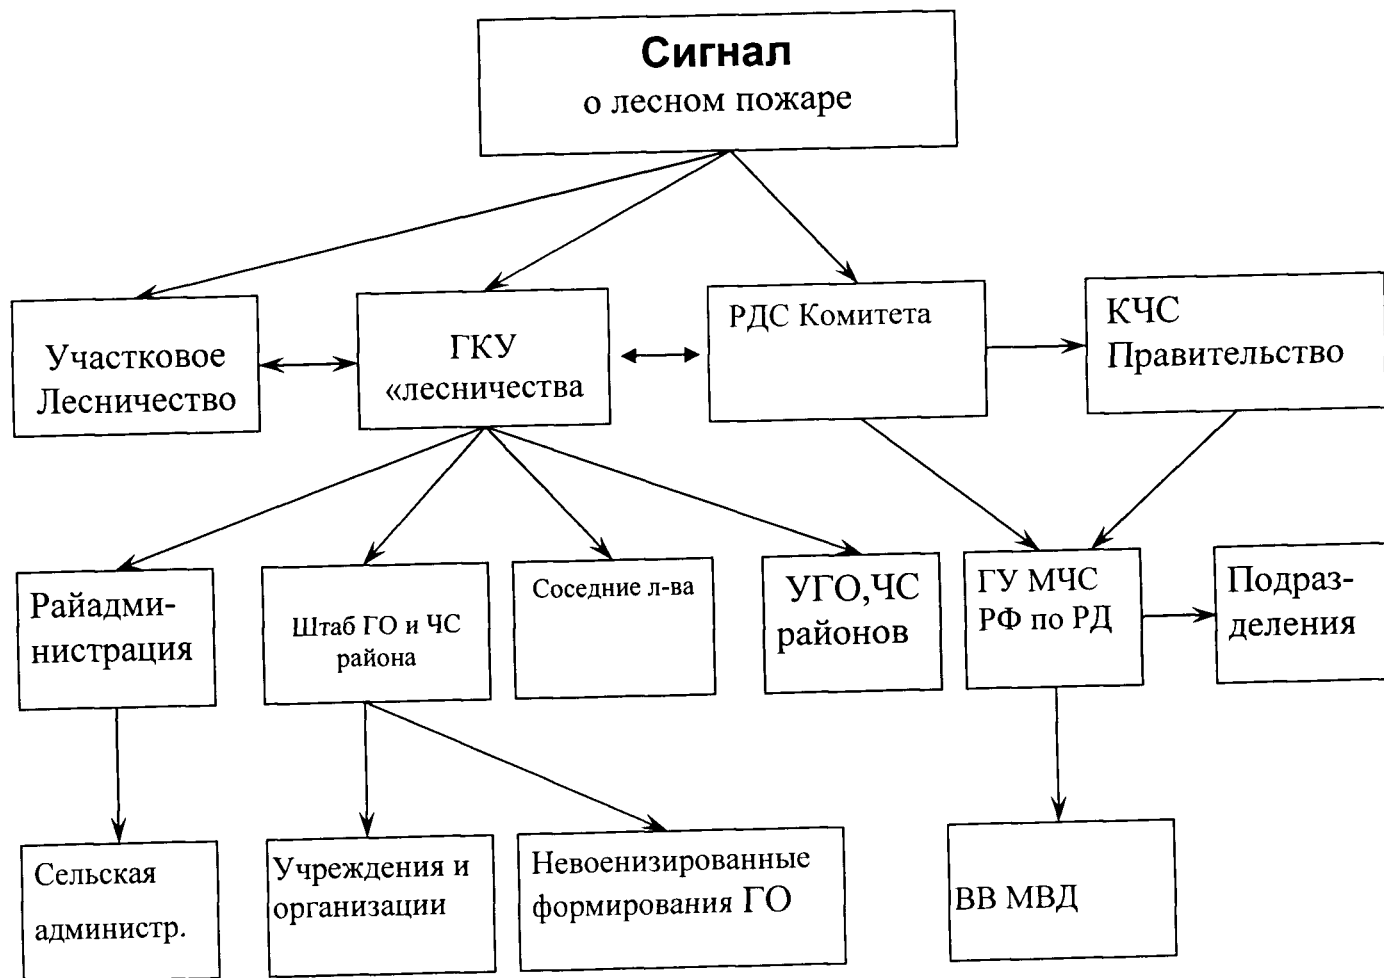 Сигнал
о лесном пожаре
Участковое
Лесничество
ГКУ
«лесничества
РДС Комитета
КЧС
Правительство
Райадми-
нистрация
Штаб ГО и ЧС
района
Соседние л-ва
УГО,ЧС
районов
ГУ МЧС
РФ по РД
Подраз-
деления
Сельская
администр.
Учреждения и
организации
Невоенизированные
формирования ГО
ВВ МВД